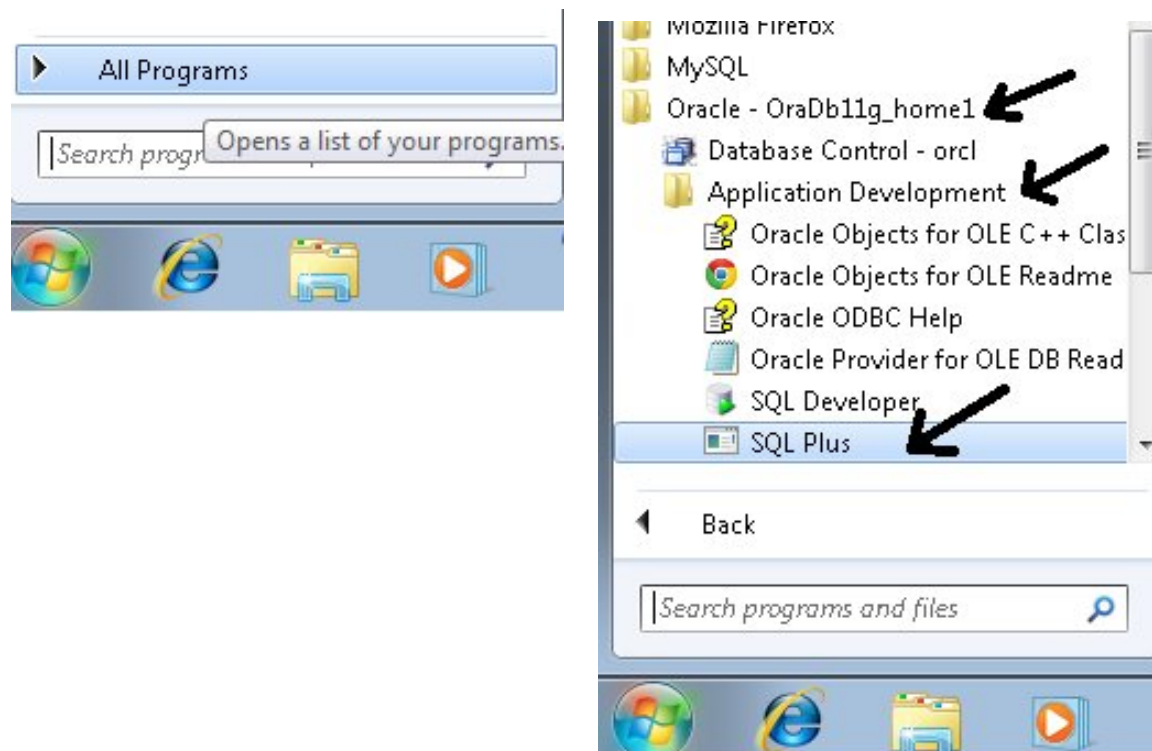 All Programs
Search progr
Opens a list of your programs.
Mozilla Firefox
MySQL
Oracle - OraDb11g_home1
Database Control - orcl
Application Development
Oracle Objects for OLE C++ Clas
Oracle Objects for OLE Readme
Oracle ODBC Help
Oracle Provider for OLE DB Read
SQL Developer
SQL Plus
Back
Search programs and files